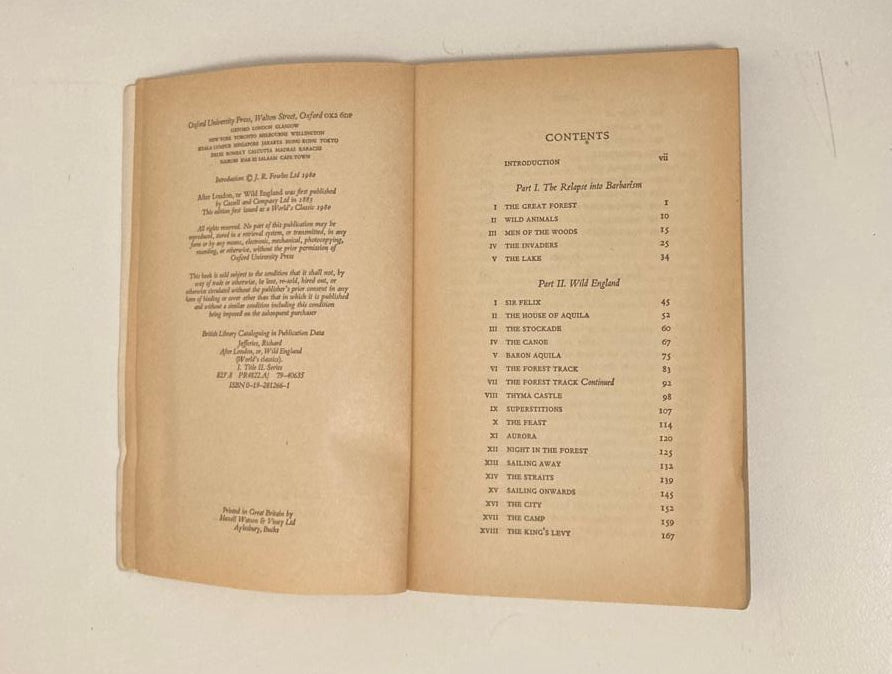 Oxford University Press, Walton Street, Oxford OX2 6DP
OXFORD LONDON GLASGOW
NEW YORK TORONTO MELBOURNE WELLINGTON
KUALA LUMPUR SINGAPORE JAKARTA HONG KONG TOKYO
DELHI BOMBAY CALCUTTA MADRAS KARACHI
NAIROBI DAR ES SALAAM CAPE TOWN
Introduction © J. R. Fowles Ltd 1980
After London, or Wild England was first published
by Cassell and Company Ltd in 1885
This edition first issued as a World's Classic 1980
All rights reserved. No part of this publication may be
reproduced, stored in a retrieval system, or transmitted, in any
form or by any means, electronic, mechanical, photocopying,
recording, or otherwise, without the prior permission of
Oxford University Press
This book is sold subject to the condition that it shall not, by
way of trade or otherwise, be lent, re-sold, hired out, or
otherwise circulated without the publisher's prior consent in any
form of binding or cover other than that in which it is published
and without a similar condition including this condition
being imposed on the subsequent purchaser
British Library Cataloguing in Publication Data
Jefferies, Richard
After London, or, Wild England
(World's classics).
I. Title II. Series
823'.8 PR4822.A] 79-40635
ISBN 0-19-281266-1
Printed in Great Britain by
Hazell Watson & Viney Ltd
Aylesbury, Bucks
CONTENTS
INTRODUCTION vii
Part I. The Relapse into Barbarism
I THE GREAT FOREST 1
II WILD ANIMALS 10
III MEN OF THE WOODS 15
IV THE INVADERS 25
V THE LAKE 34
Part II. Wild England
I SIR FELIX 45
II THE HOUSE OF AQUILA 52
III THE STOCKADE 60
IV THE CANOE 67
V BARON AQUILA 75
VI THE FOREST TRACK 83
VII THE FOREST TRACK Continued 92
VIII THYMA CASTLE 98
IX SUPERSTITIONS 107
X THE FEAST 114
XI AURORA 120
XII NIGHT IN THE FOREST 125
XIII SAILING AWAY 132
XIV THE STRAITS 139
XV SAILING ONWARDS 145
XVI THE CITY 152
XVII THE CAMP 159
XVIII THE KING'S LEVY 167